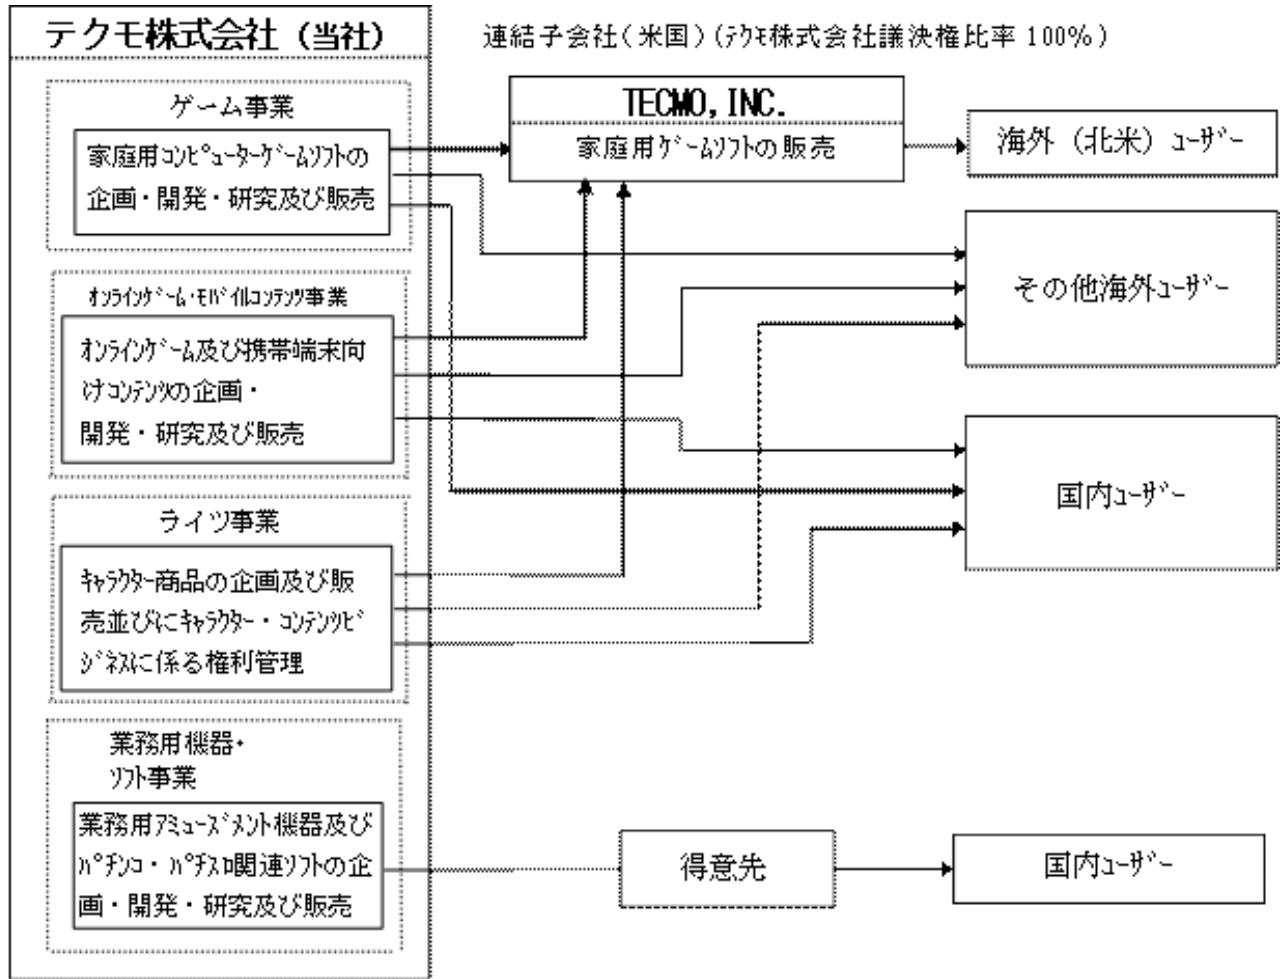 テクモ株式会社（当社）
連結子会社（米国）（ﾃｸﾓ株式会社議決権比率 100%）
ゲーム事業
家庭用ｺﾝﾋﾟｭｰﾀｰｹﾞｰﾑｿﾌﾄの
企画・開発・研究及び販売
TECMO, INC.
家庭用ｹﾞｰﾑｿﾌﾄの販売
海外（北米）ﾕｰｻﾞｰ
その他海外ﾕｰｻﾞｰ
ｵﾝﾗｲﾝｹﾞｰﾑ･ﾓﾊﾞｲﾙｺﾝﾃﾝﾂ事業
ｵﾝﾗｲﾝｹﾞｰﾑ及び携帯端末向
けｺﾝﾃﾝﾂの企画・
開発・研究及び販売
国内ﾕｰｻﾞｰ
ライツ事業
ｷｬﾗｸﾀｰ商品の企画及び販
売並びにｷｬﾗｸﾀｰ・ｺﾝﾃﾝﾂﾋﾞ
ｼﾞﾈｽに係る権利管理
業務用機器・
ｿﾌﾄ事業
業務用ｱﾐｭｰｽﾞﾒﾝﾄ機器及び
ﾊﾟﾁﾝｺ・ﾊﾟﾁｽﾛ関連ｿﾌﾄの企
画・開発・研究及び販売
得意先
国内ﾕｰｻﾞｰ